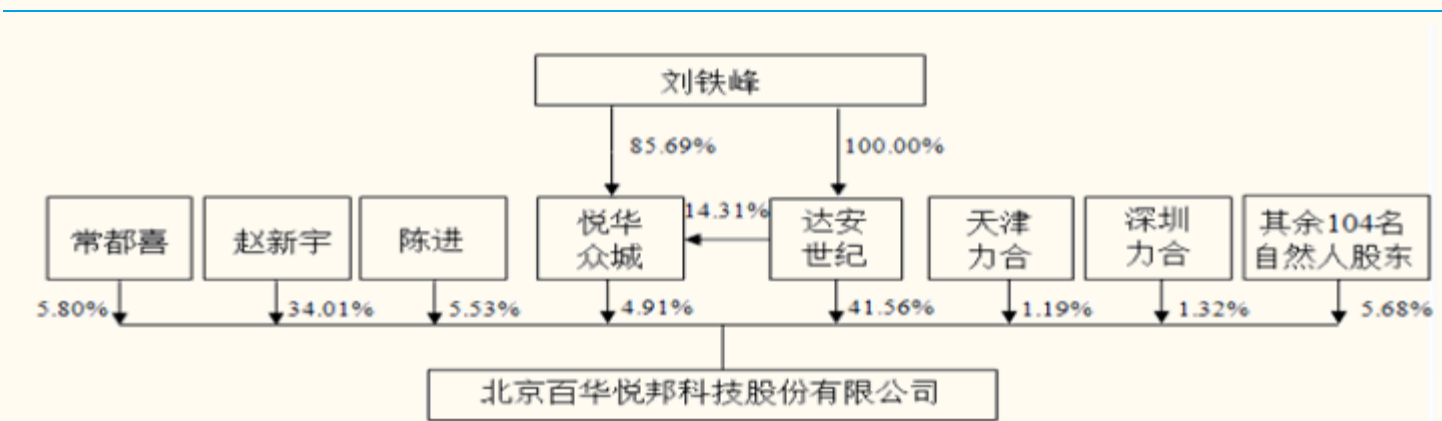 刘铁峰
85.69%
100.00%
常都喜
赵新宇
陈进
悦华
众城
14.31%
达安
世纪
天津
力合
深圳
力合
其余104名
自然人股东
5.80%
34.01%
5.53%
4.91%
41.56%
1.19%
1.32%
5.68%
北京百华悦邦科技股份有限公司